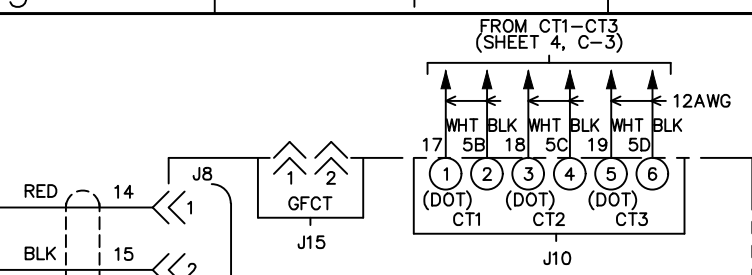 FROM CT1-CT3
(SHEET 4, C-3)
12AWG
WHT BLK WHT BLK WHT BLK
17 5B 18 5C 19 5D
J8
1 2
1 2 3 4 5 6
RED 14 1
GFCT
(DOT) (DOT) (DOT)
CT1 CT2 CT3
J15
BLK 15 2
J10